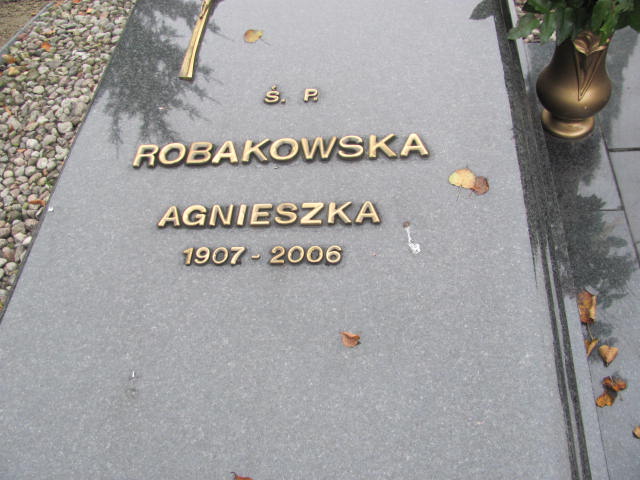 Ś. P.
ROBAKOWSKA
AGNIESZKA
1907 - 2006